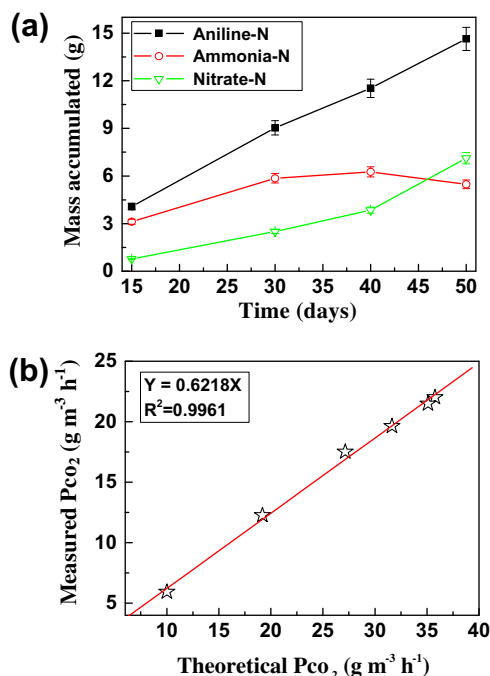 (a)
Aniline-N
Ammonia-N
Nitrate-N
Mass accumulated (g)
15
12
9
6
3
0
15 20 25 30 35 40 45 50
Time (days)
(b)
Y = 0.6218X
R²=0.9961
Measured Pco₂ (g m⁻³ h⁻¹)
25
20
15
10
5
10 15 20 25 30 35 40
Theoretical Pco₂ (g m⁻³ h⁻¹)